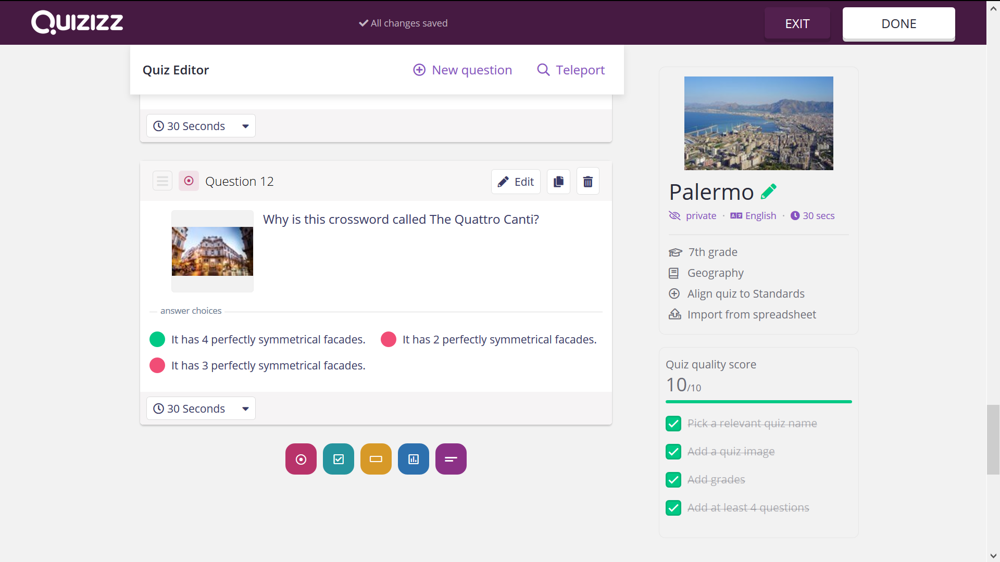 QUIZIZZ
All changes saved
EXIT
DONE
Quiz Editor
New question
Teleport
30 Seconds
Question 12
Edit
Why is this crossword called The Quattro Canti?
answer choices
It has 4 perfectly symmetrical facades.
It has 2 perfectly symmetrical facades.
It has 3 perfectly symmetrical facades.
30 Seconds
Palermo
private · English · 30 secs
7th grade
Geography
Align quiz to Standards
Import from spreadsheet
Quiz quality score
10/10
Pick a relevant quiz name
Add a quiz image
Add grades
Add at least 4 questions